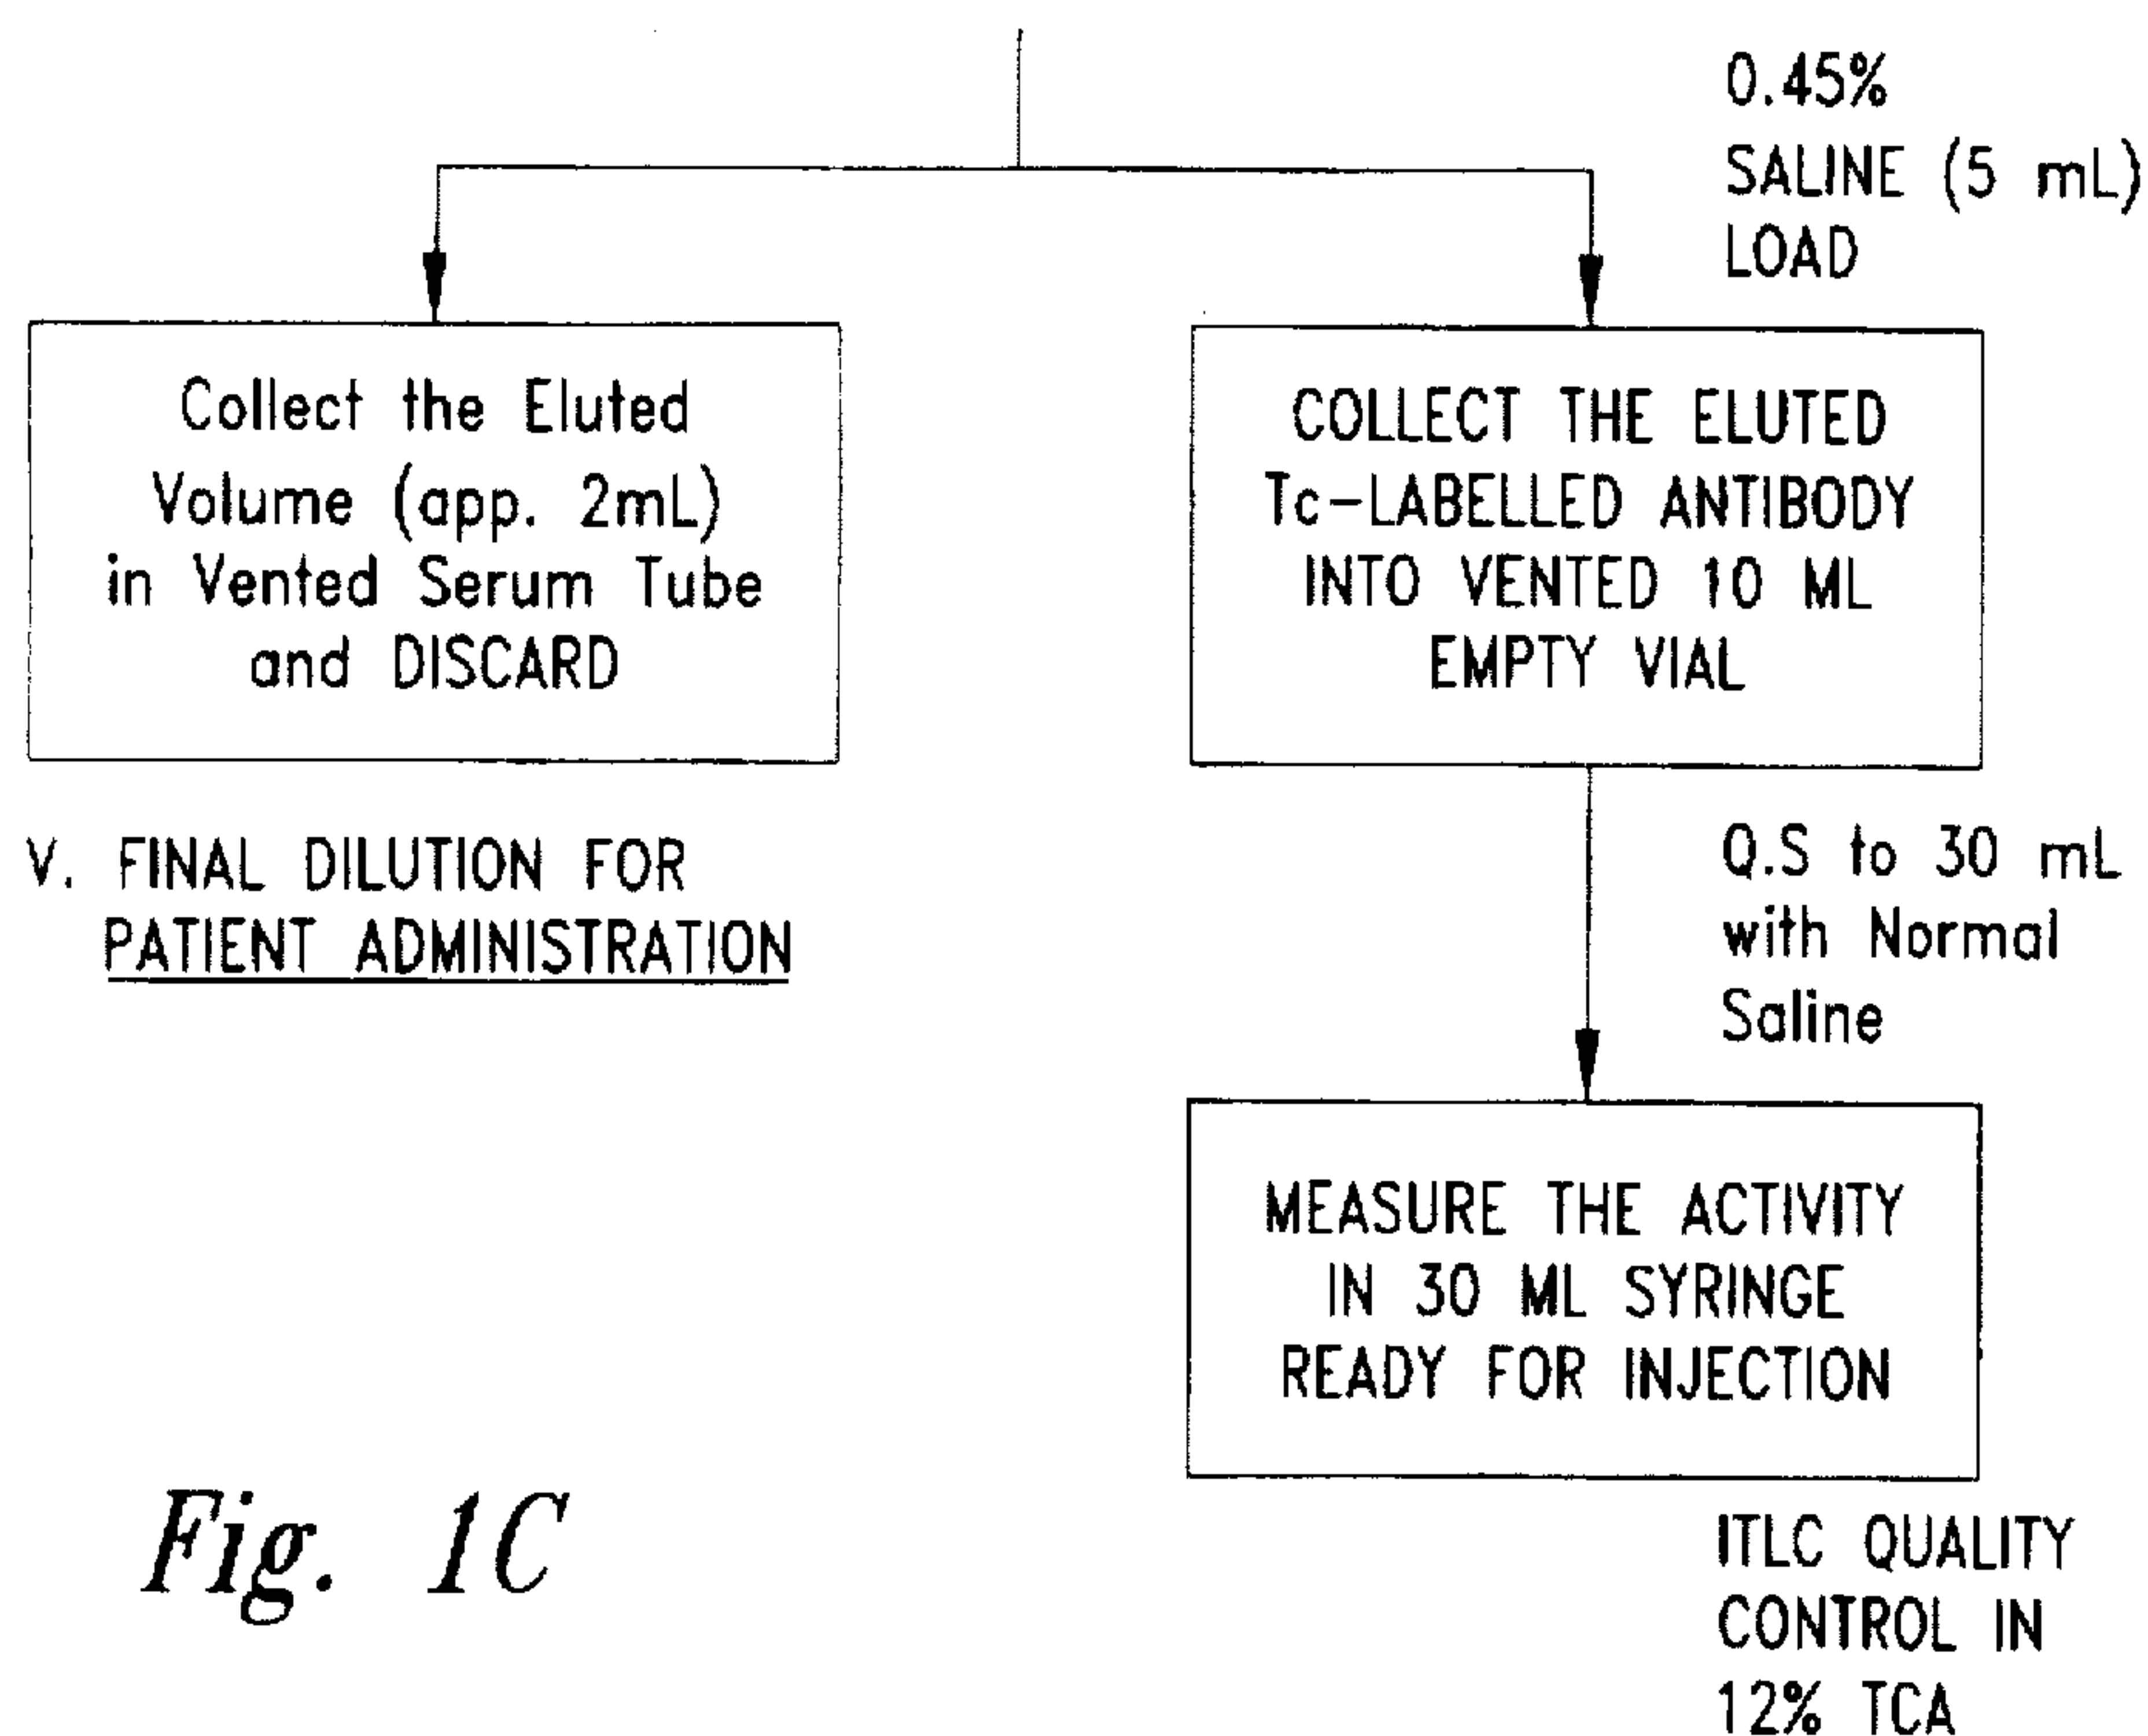 0.45%
SALINE (5 mL)
LOAD
Collect the Eluted
Volume (app. 2mL)
in Vented Serum Tube
and DISCARD
COLLECT THE ELUTED
Tc-LABELLED ANTIBODY
INTO VENTED 10 ML
EMPTY VIAL
V. FINAL DILUTION FOR
PATIENT ADMINISTRATION
Q.S to 30 mL
with Normal
Saline
MEASURE THE ACTIVITY
IN 30 ML SYRINGE
READY FOR INJECTION
ITLC QUALITY
CONTROL IN
12% TCA
Fig. 1C